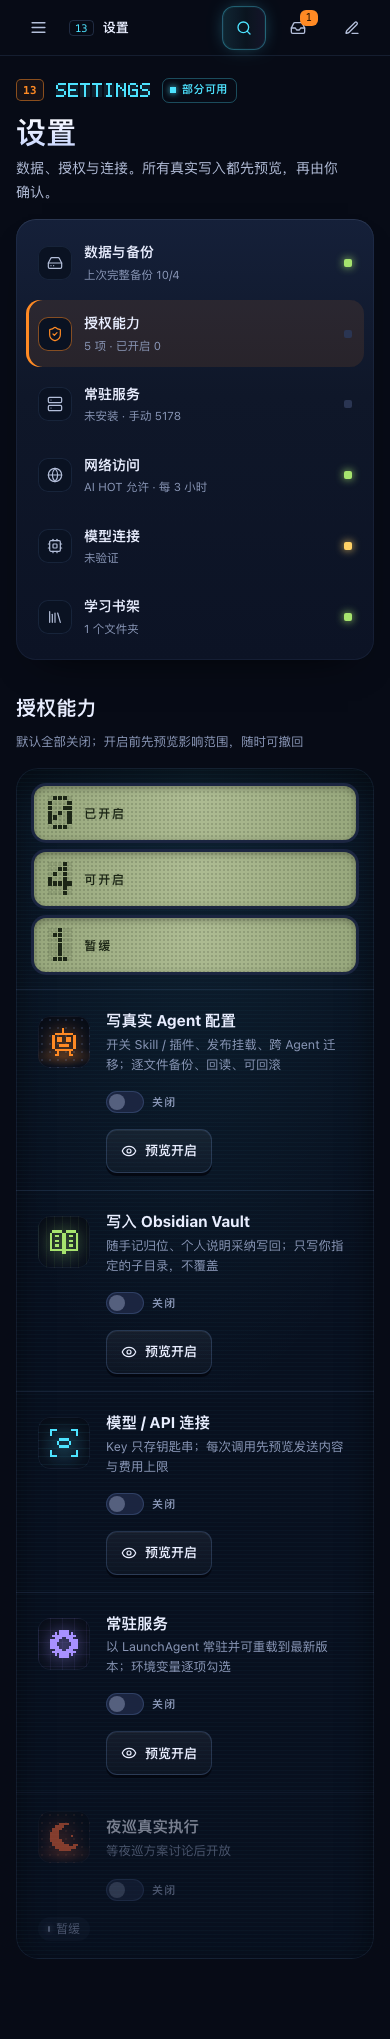 13 设置
1
13 SETTINGS 部分可用
设置
数据、授权与连接。所有真实写入都先预览，再由你
确认。
数据与备份
上次完整备份 10/4
授权能力
5 项 · 已开启 0
常驻服务
未安装 · 手动 5178
网络访问
AI HOT 允许 · 每 3 小时
模型连接
未验证
学习书架
1 个文件夹
授权能力
默认全部关闭；开启前先预览影响范围，随时可撤回
0 已开启
4 可开启
1 暂缓
写真实 Agent 配置
开关 Skill / 插件、发布挂载、跨 Agent 迁
移；逐文件备份、回读、可回滚
关闭
预览开启
写入 Obsidian Vault
随手记归位、个人说明采纳写回；只写你指
定的子目录，不覆盖
关闭
预览开启
模型 / API 连接
Key 只存钥匙串；每次调用先预览发送内容
与费用上限
关闭
预览开启
常驻服务
以 LaunchAgent 常驻并可重载到最新版
本；环境变量逐项勾选
关闭
预览开启
夜巡真实执行
等夜巡方案讨论后开放
关闭
暂缓